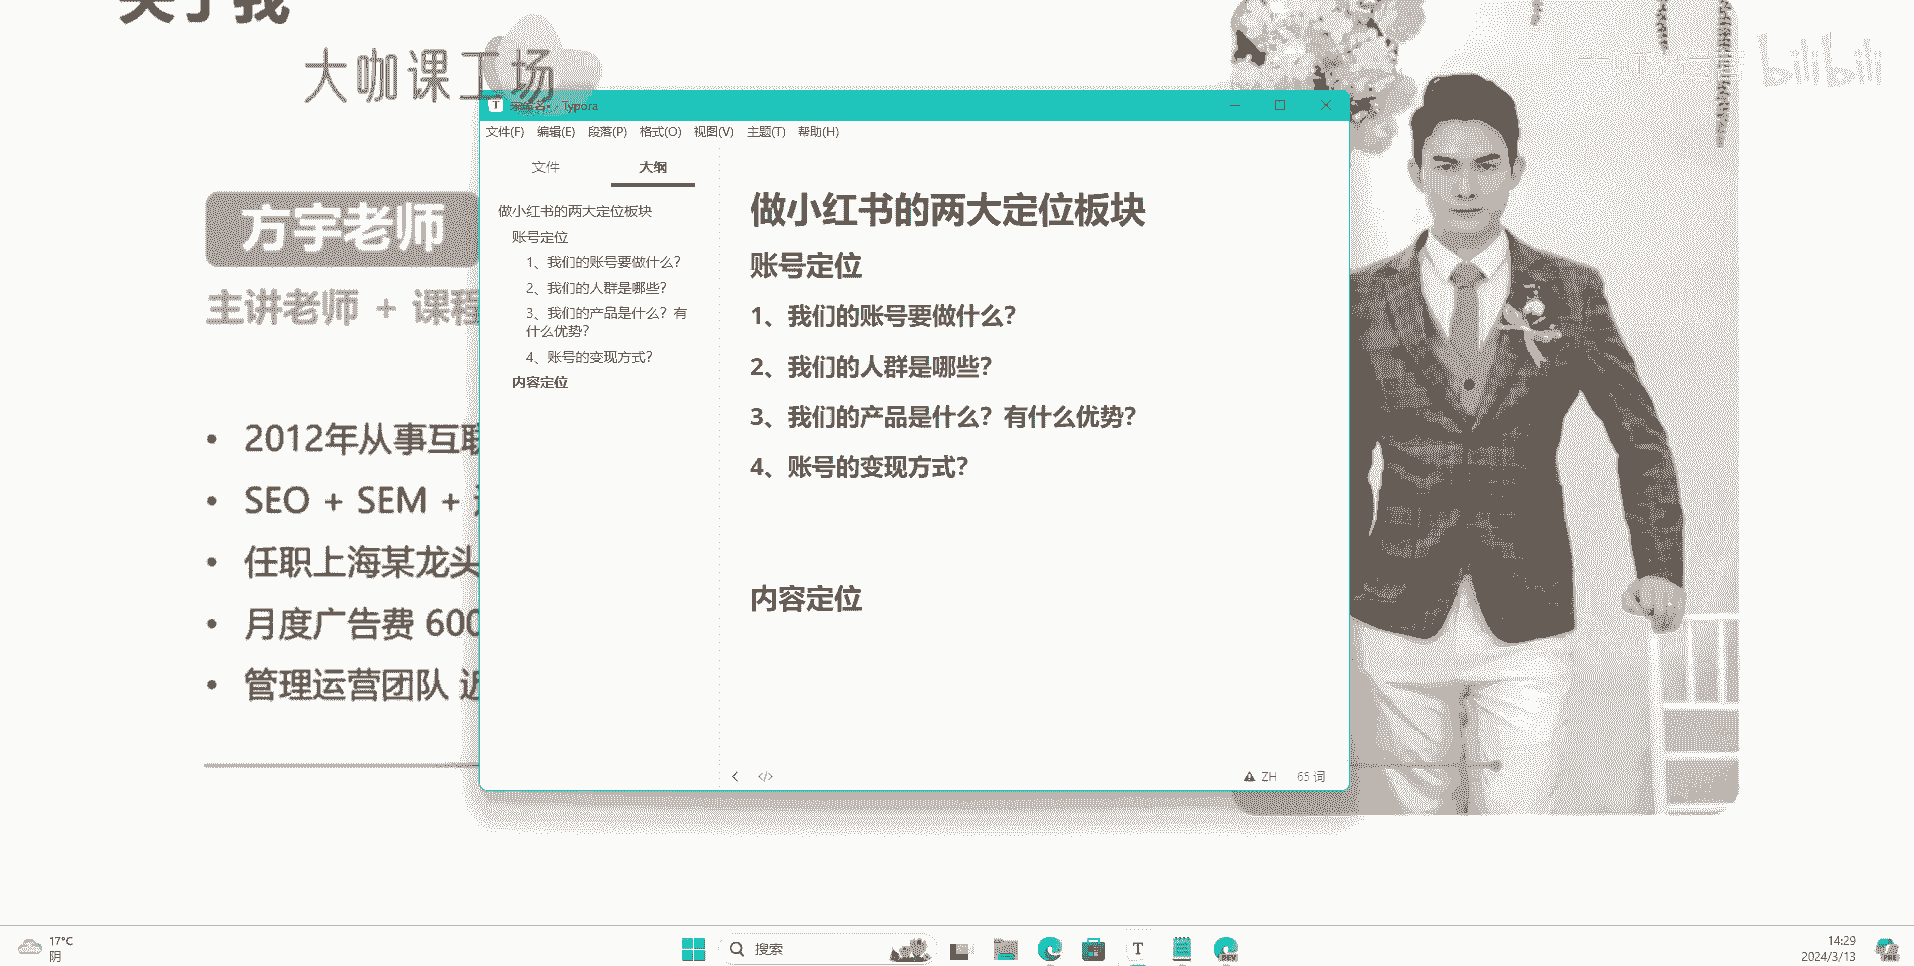 关于我
大咖课工场
bilibili
Typora
文件(F) 编辑(E) 段落(P) 格式(O) 视图(V) 主题(T) 帮助(H)
文件 大纲
做小红书的两大定位板块
账号定位
1、我们的账号要做什么?
2、我们的人群是哪些?
3、我们的产品是什么？有
什么优势?
4、账号的变现方式?
内容定位
做小红书的两大定位板块
账号定位
1、我们的账号要做什么?
2、我们的人群是哪些?
3、我们的产品是什么？有什么优势?
4、账号的变现方式?
内容定位
ZH 65 词
方宇老师
主讲老师 + 课程
2012年从事互联
SEO + SEM +
任职上海某龙头
月度广告费 600
管理运营团队 近
17°C
阴
搜索
14:29
2024/3/13